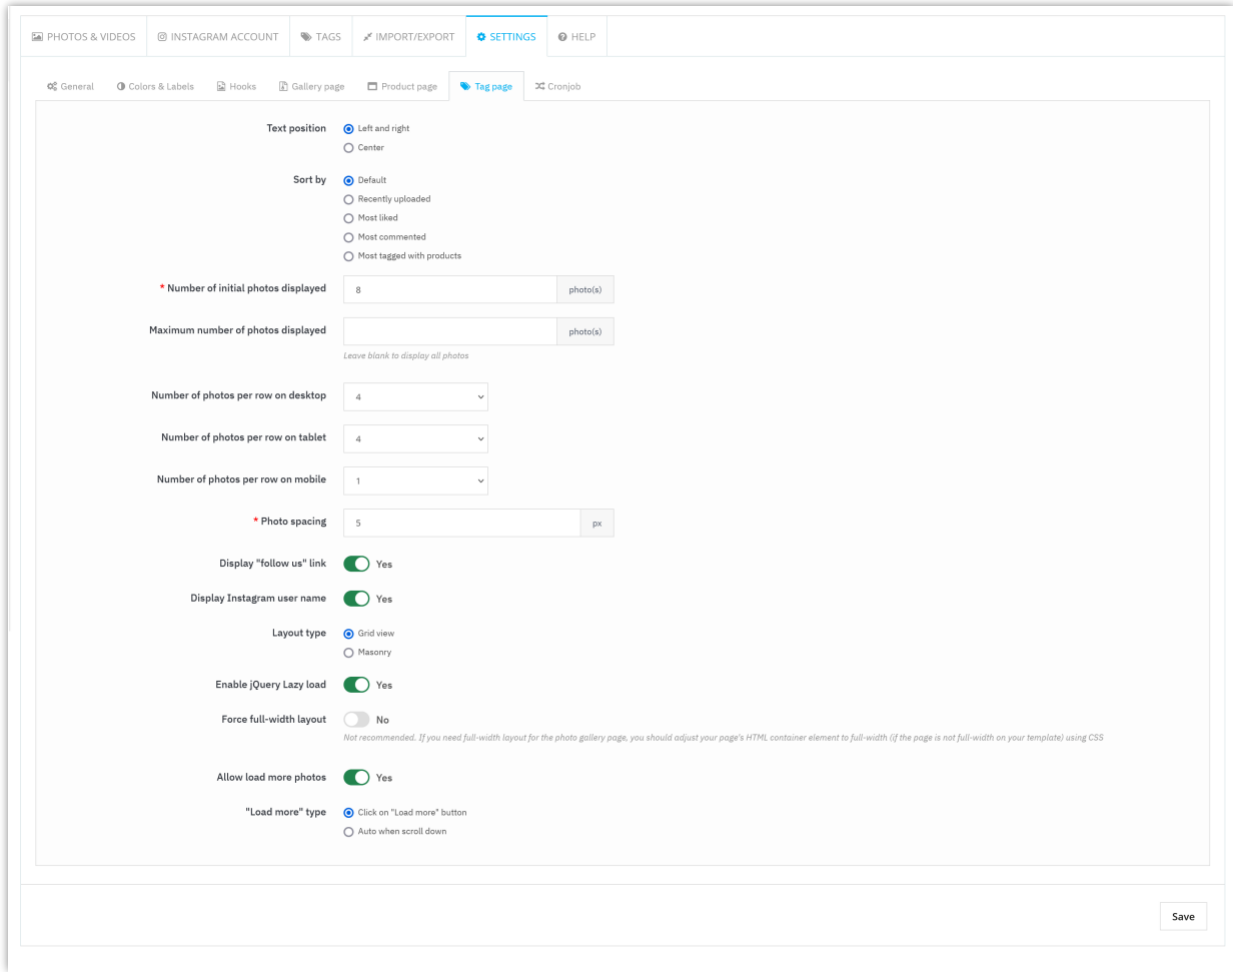 PHOTOS & VIDEOS INSTAGRAM ACCOUNT TAGS IMPORT/EXPORT SETTINGS HELP
General Colors & Labels Hooks Gallery page Product page Tag page Cronjob
Text position Left and right
Center
Sort by Default
Recently uploaded
Most liked
Most commented
Most tagged with products
* Number of initial photos displayed 8 photo(s)
Maximum number of photos displayed photo(s)
Leave blank to display all photos
Number of photos per row on desktop 4
Number of photos per row on tablet 4
Number of photos per row on mobile 1
* Photo spacing 5 px
Display "follow us" link Yes
Display Instagram user name Yes
Layout type Grid view
Masonry
Enable jQuery Lazy load Yes
Force full-width layout No
Not recommended. If you need full-width layout for the photo gallery page, you should adjust your page's HTML container element to full-width (if the page is not full-width on your template) using CSS
Allow load more photos Yes
"Load more" type Click on "Load more" button
Auto when scroll down
Save